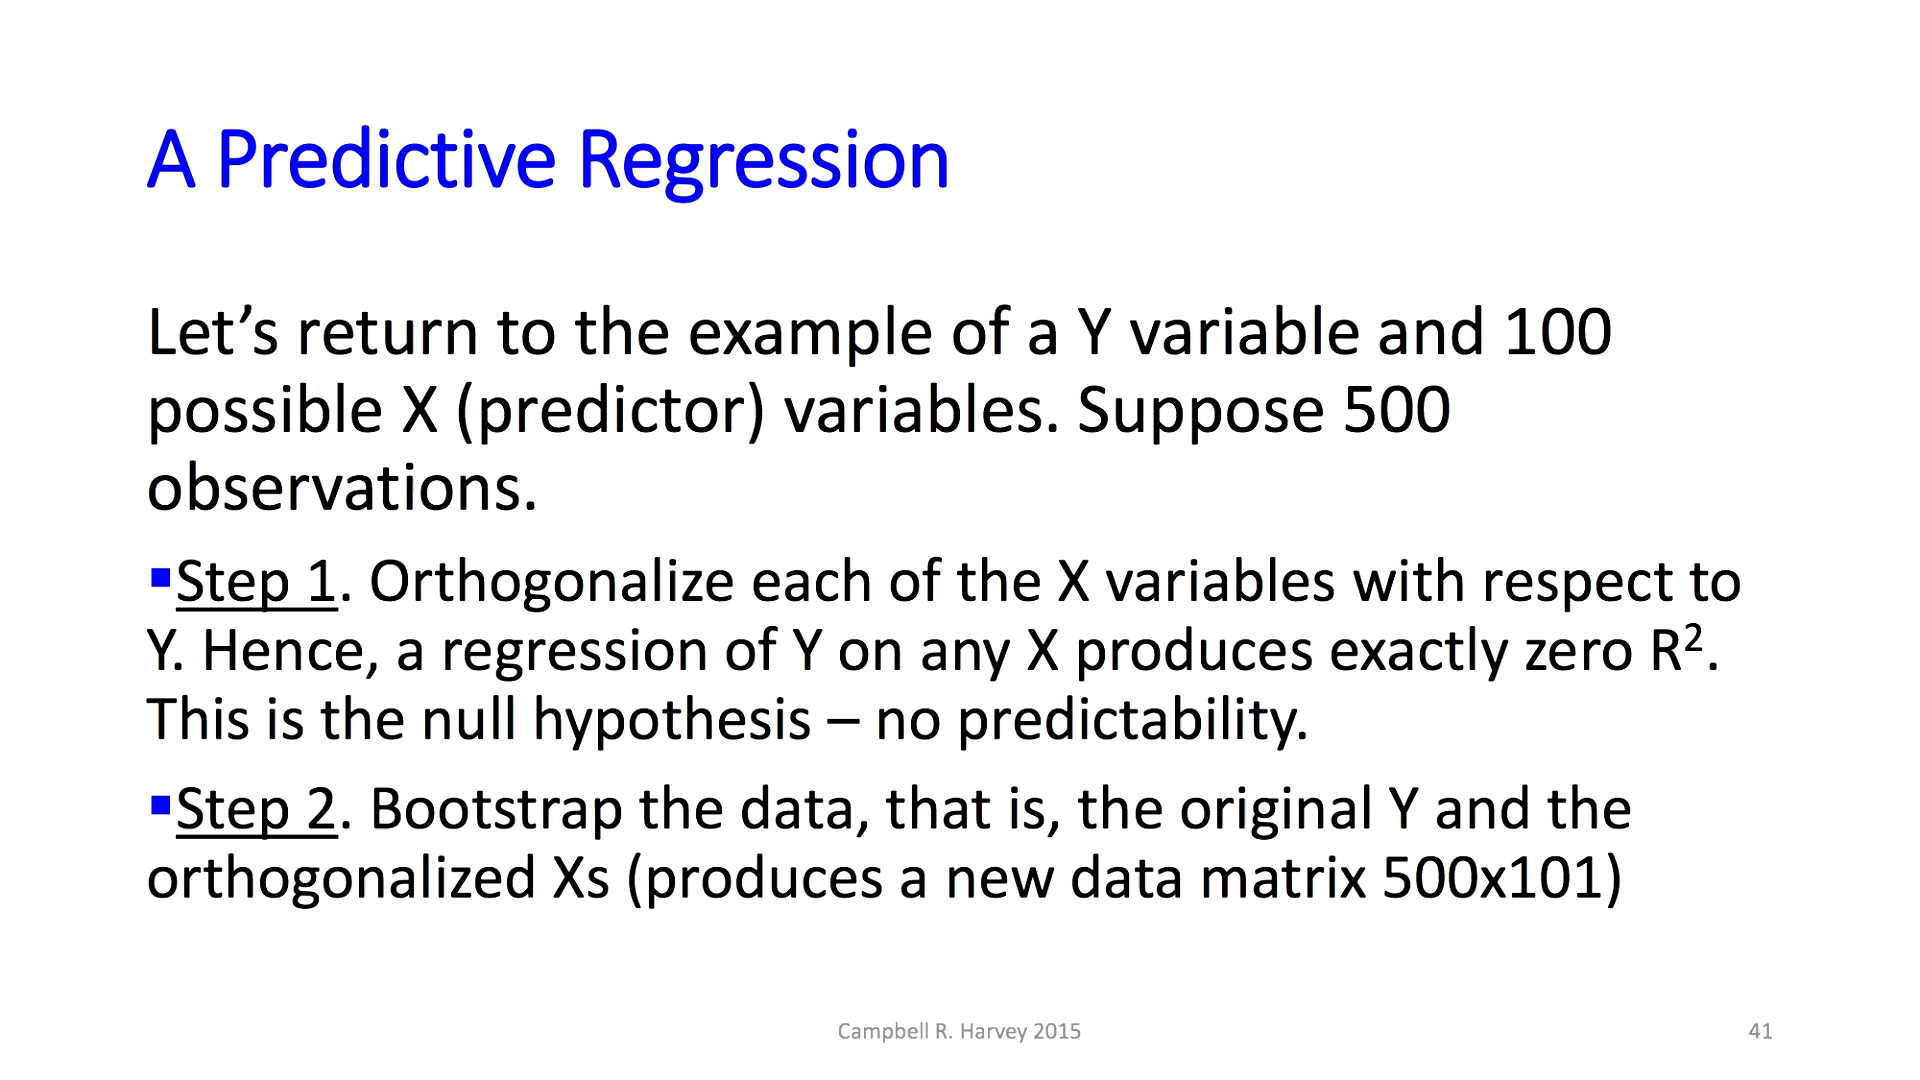 A Predictive Regression
Let’s return to the example of a Y variable and 100
possible X (predictor) variables. Suppose 500
observations.
▪Step 1. Orthogonalize each of the X variables with respect to
Y. Hence, a regression of Y on any X produces exactly zero R².
This is the null hypothesis – no predictability.
▪Step 2. Bootstrap the data, that is, the original Y and the
orthogonalized Xs (produces a new data matrix 500x101)
Campbell R. Harvey 2015
41